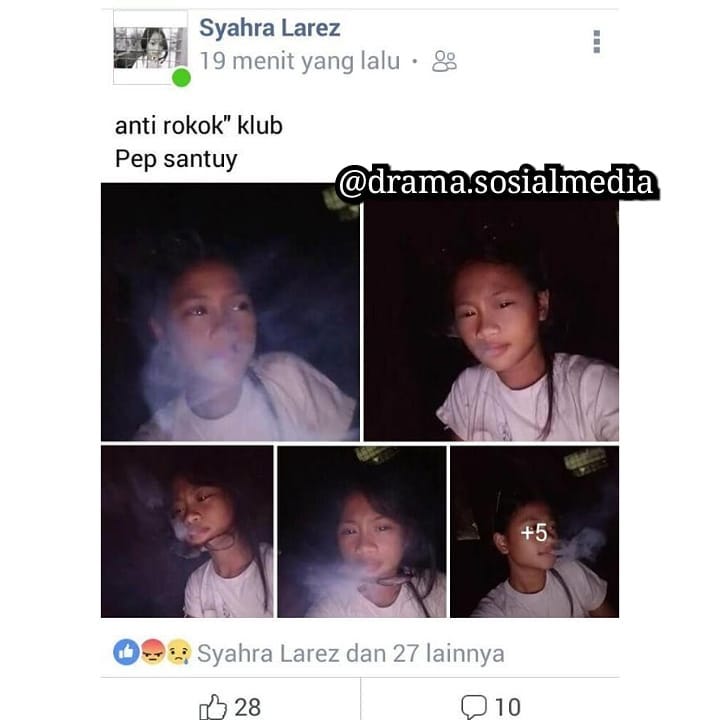 Syahra Larez
19 menit yang lalu ·
anti rokok" klub
Pep santuy
@drama.sosialmedia
+5
Syahra Larez dan 27 lainnya
28
10